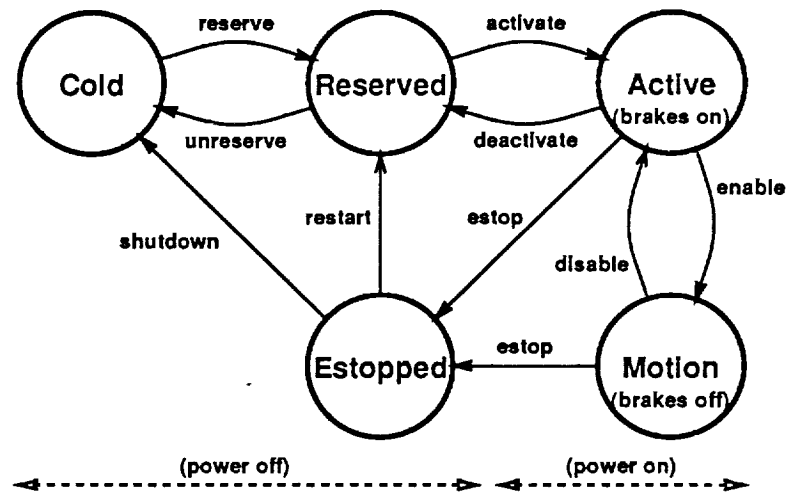 reserve
activate
Cold
Reserved
Active
(brakes on)
unreserve
deactivate
enable
restart
estop
shutdown
disable
estop
Estopped
Motion
(brakes off)
(power off)
(power on)